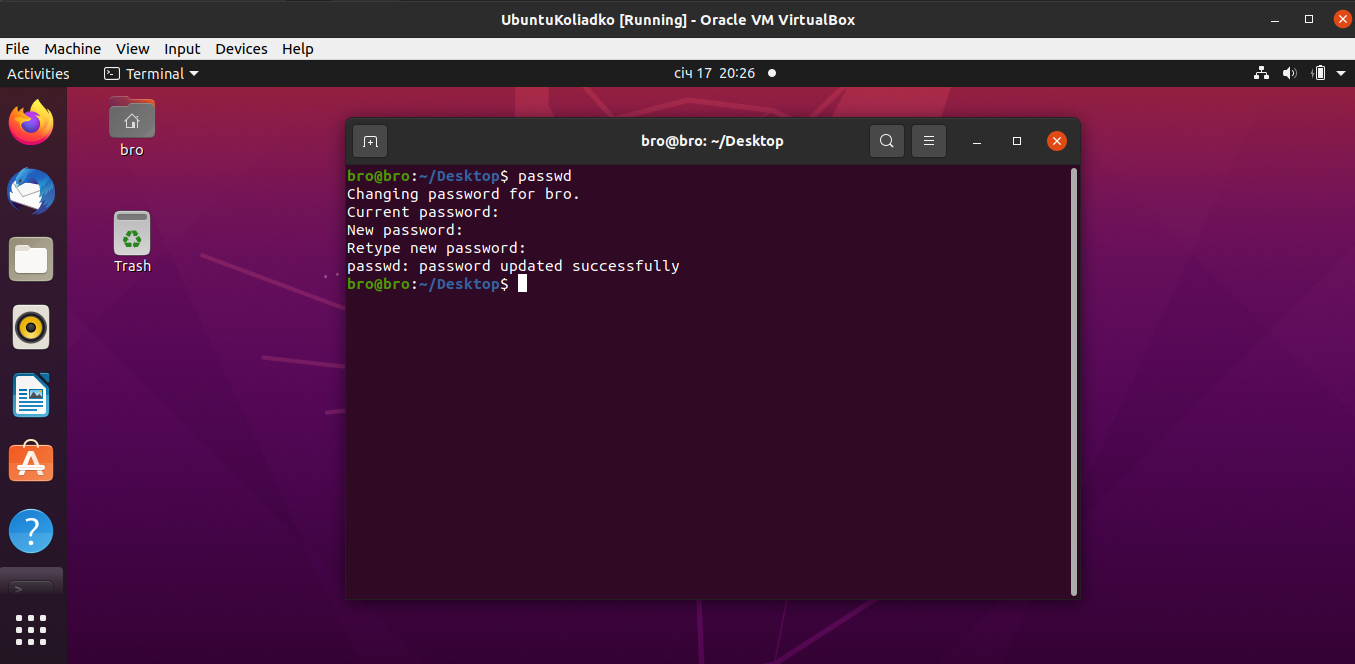 UbuntuKoliadko [Running] - Oracle VM VirtualBox
File Machine View Input Devices Help
Activities Terminal січ 17 20:26
bro
Trash
bro@bro: ~/Desktop
bro@bro:~/Desktop$ passwd
Changing password for bro.
Current password:
New password:
Retype new password:
passwd: password updated successfully
bro@bro:~/Desktop$